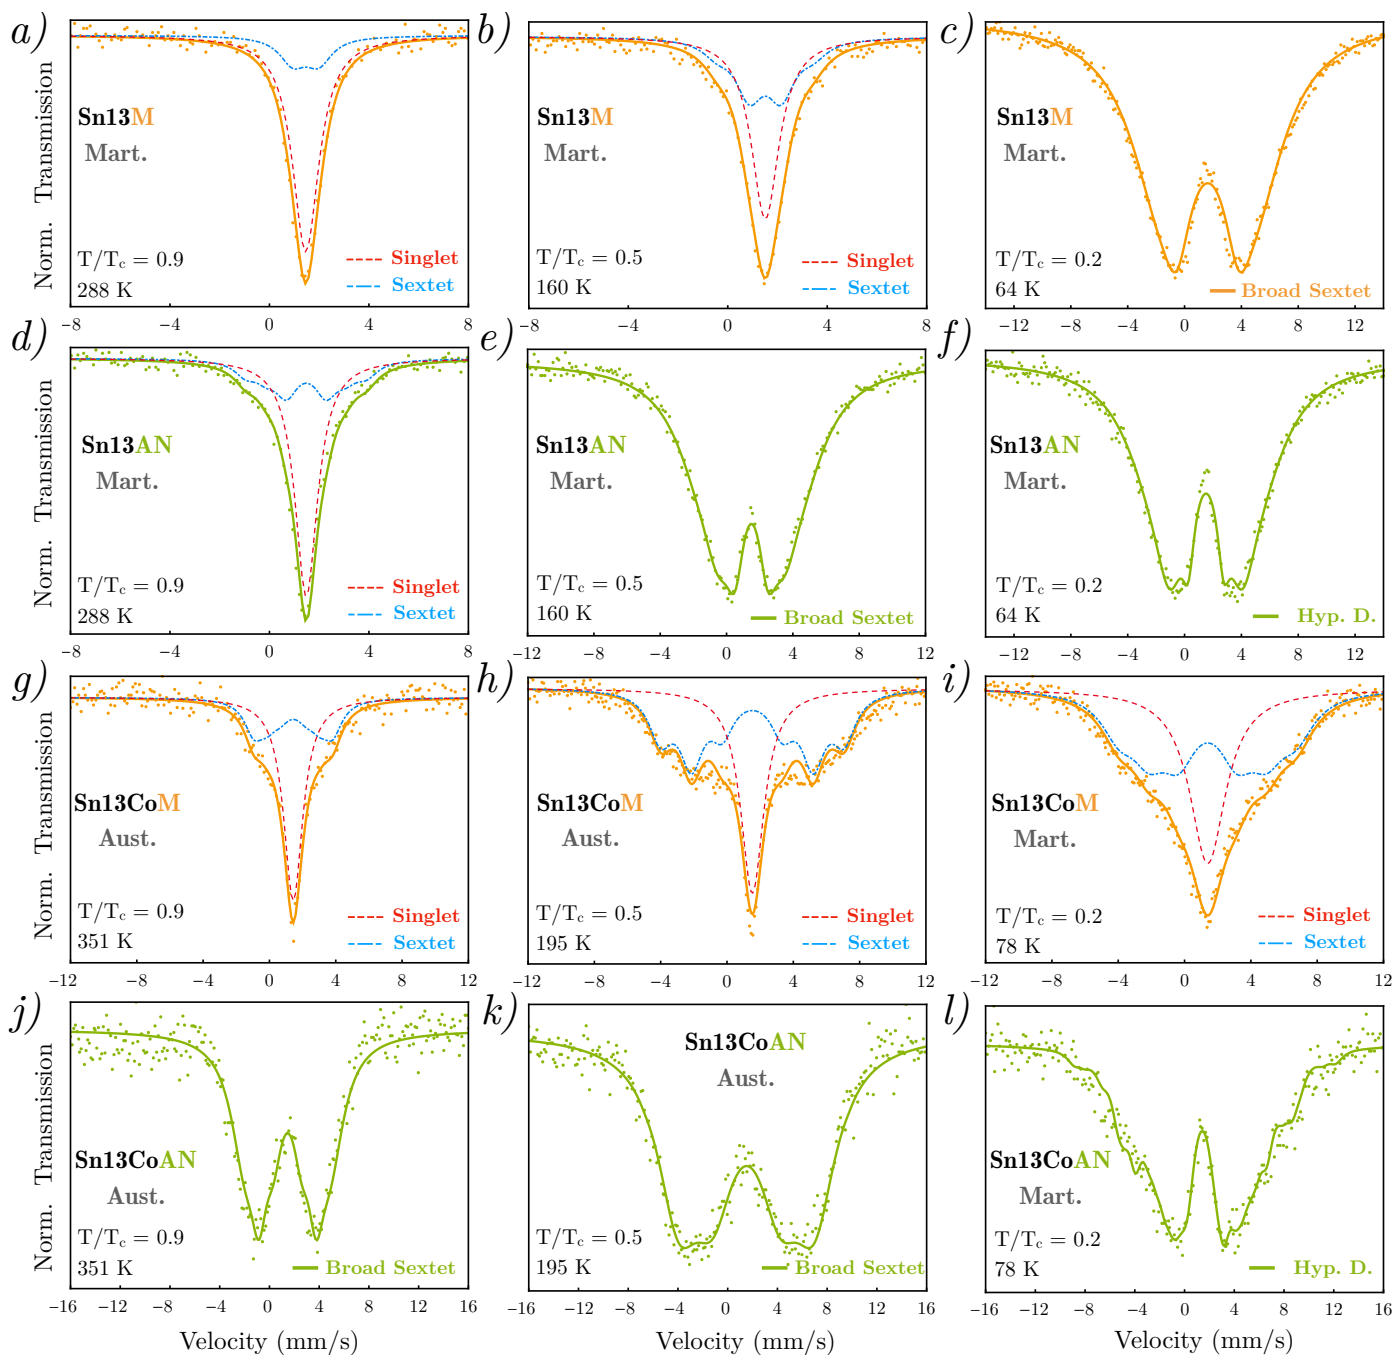 a)
Norm. Transmission
Sn13M
Mart.
T/Tc = 0.9
288 K
Singlet
Sextet
−8 −4 0 4 8
b)
Sn13M
Mart.
T/Tc = 0.5
160 K
Singlet
Sextet
−8 −4 0 4 8
c)
Sn13M
Mart.
T/Tc = 0.2
64 K
Broad Sextet
−12 −8 −4 0 4 8 12
d)
Norm. Transmission
Sn13AN
Mart.
T/Tc = 0.9
288 K
Singlet
Sextet
−8 −4 0 4 8
e)
Sn13AN
Mart.
T/Tc = 0.5
160 K
Broad Sextet
−12 −8 −4 0 4 8 12
f)
Sn13AN
Mart.
T/Tc = 0.2
64 K
Hyp. D.
−12 −8 −4 0 4 8 12
g)
Norm. Transmission
Sn13CoM
Aust.
T/Tc = 0.9
351 K
Singlet
Sextet
−12 −8 −4 0 4 8 12
h)
Sn13CoM
Aust.
T/Tc = 0.5
195 K
Singlet
Sextet
−12 −8 −4 0 4 8 12
i)
Sn13CoM
Mart.
T/Tc = 0.2
78 K
Singlet
Sextet
−12 −8 −4 0 4 8 12
j)
Norm. Transmission
Sn13CoAN
Aust.
T/Tc = 0.9
351 K
Broad Sextet
−16 −12 −8 −4 0 4 8 12 16
Velocity (mm/s)
k)
Sn13CoAN
Aust.
T/Tc = 0.5
195 K
Broad Sextet
−16 −12 −8 −4 0 4 8 12 16
Velocity (mm/s)
l)
Sn13CoAN
Mart.
T/Tc = 0.2
78 K
Hyp. D.
−16 −12 −8 −4 0 4 8 12 16
Velocity (mm/s)